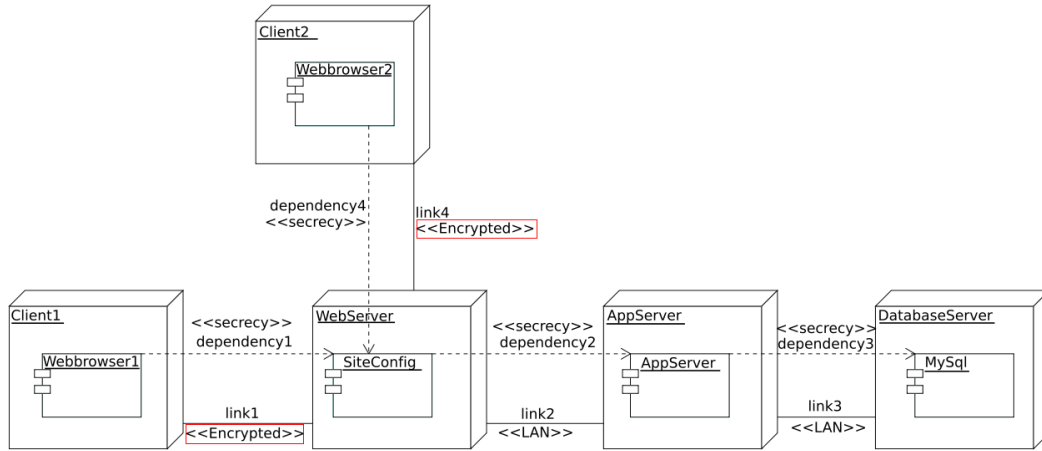 Client2
Webbrowser2
dependency4
<<secrecy>>
link4
<<Encrypted>>
Client1
Webbrowser1
<<secrecy>>
dependency1
link1
<<Encrypted>>
WebServer
SiteConfig
<<secrecy>>
dependency2
link2
<<LAN>>
AppServer
AppServer
<<secrecy>>
dependency3
link3
<<LAN>>
DatabaseServer
MySql